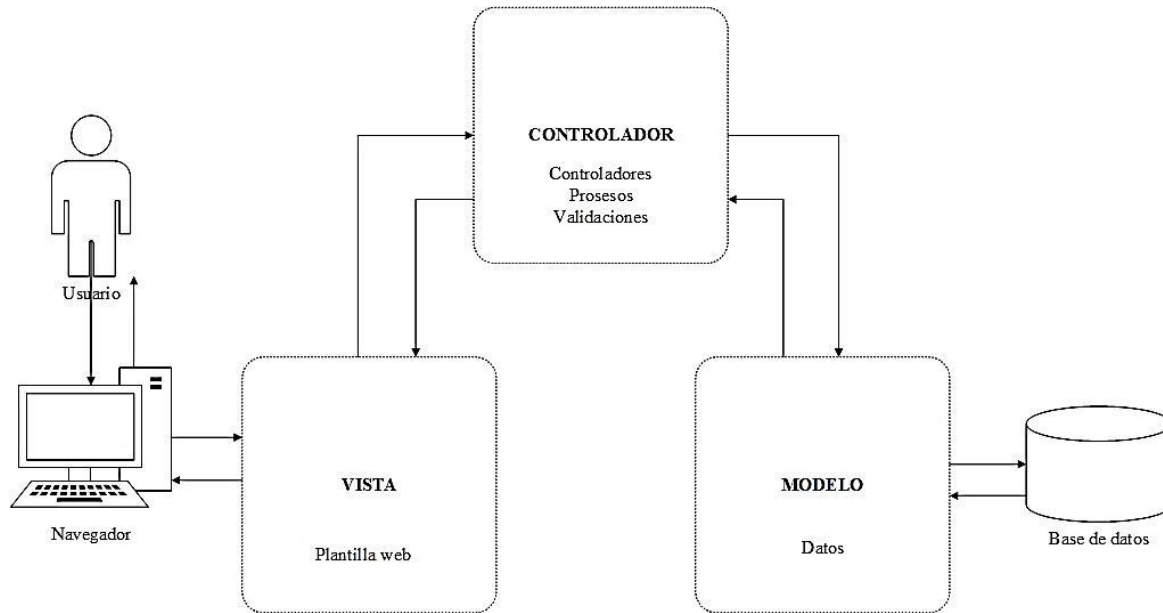 CONTROLADOR
Controladores
Prosesos
Validaciones
Usuario
Navegador
VISTA
Plantilla web
MODELO
Datos
Base de datos